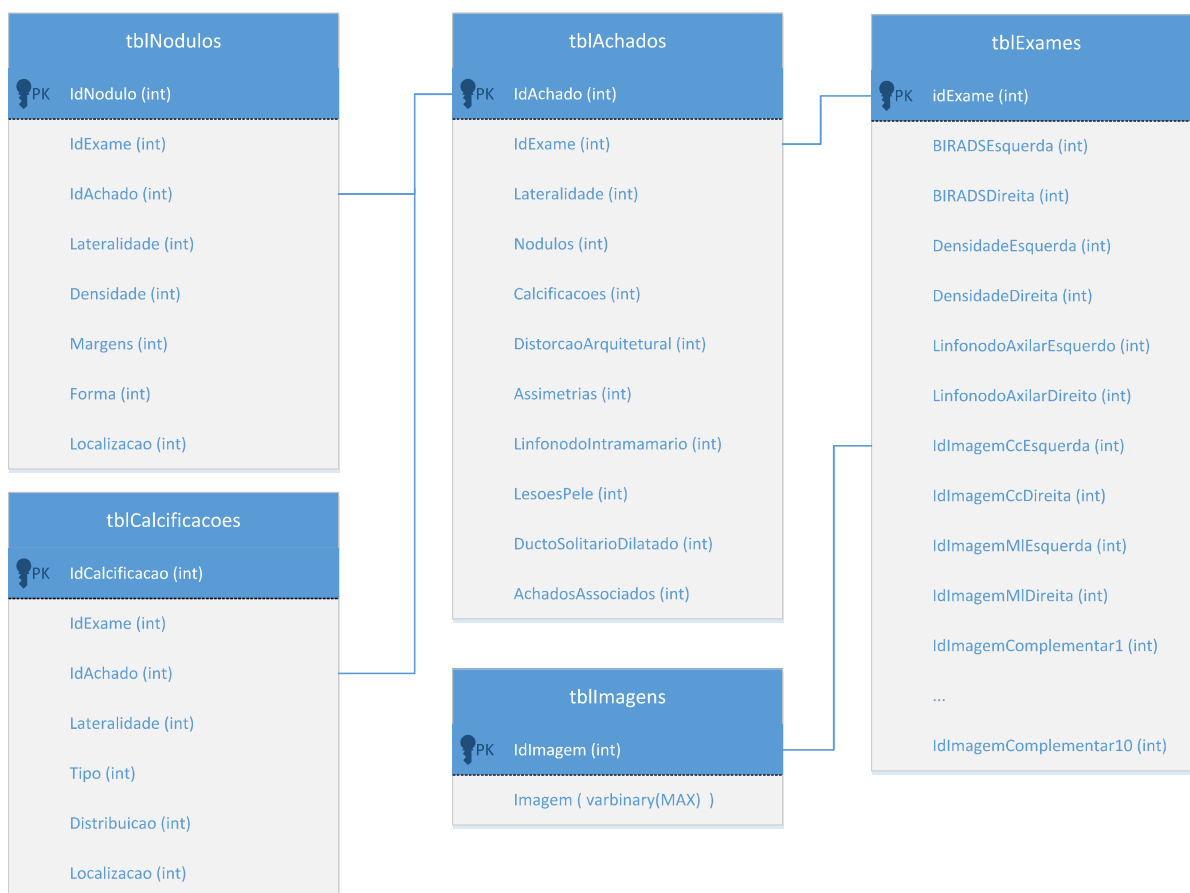 tblNodulos
PK IdNodulo (int)
IdExame (int)
IdAchado (int)
Lateralidade (int)
Densidade (int)
Margens (int)
Forma (int)
Localizacao (int)
tblCalcificacoes
PK IdCalcificacao (int)
IdExame (int)
IdAchado (int)
Lateralidade (int)
Tipo (int)
Distribuicao (int)
Localizacao (int)
tblAchados
PK IdAchado (int)
IdExame (int)
Lateralidade (int)
Nodulos (int)
Calcificacoes (int)
DistorcaoArquitetural (int)
Assimetrias (int)
LinfonodoIntramamario (int)
LesoesPele (int)
DuctoSolitarioDilatado (int)
AchadosAssociados (int)
tblImagens
PK IdImagem (int)
Imagem ( varbinary(MAX) )
tblExames
PK idExame (int)
BIRADSEsquerda (int)
BIRADSDireita (int)
DensidadeEsquerda (int)
DensidadeDireita (int)
LinfonodoAxilarEsquerdo (int)
LinfonodoAxilarDireito (int)
IdImagemCcEsquerda (int)
IdImagemCcDireita (int)
IdImagemMlEsquerda (int)
IdImagemMlDireita (int)
IdImagemComplementar1 (int)
...
IdImagemComplementar10 (int)